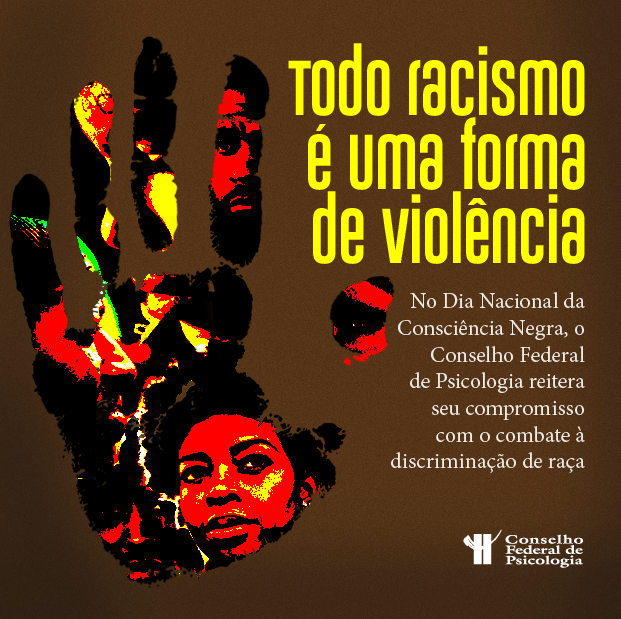 Todo racismo
é uma forma
de violência
No Dia Nacional da
Consciência Negra, o
Conselho Federal
de Psicologia reitera
seu compromisso
com o combate à
discriminação de raça
Conselho
Federal de
Psicologia